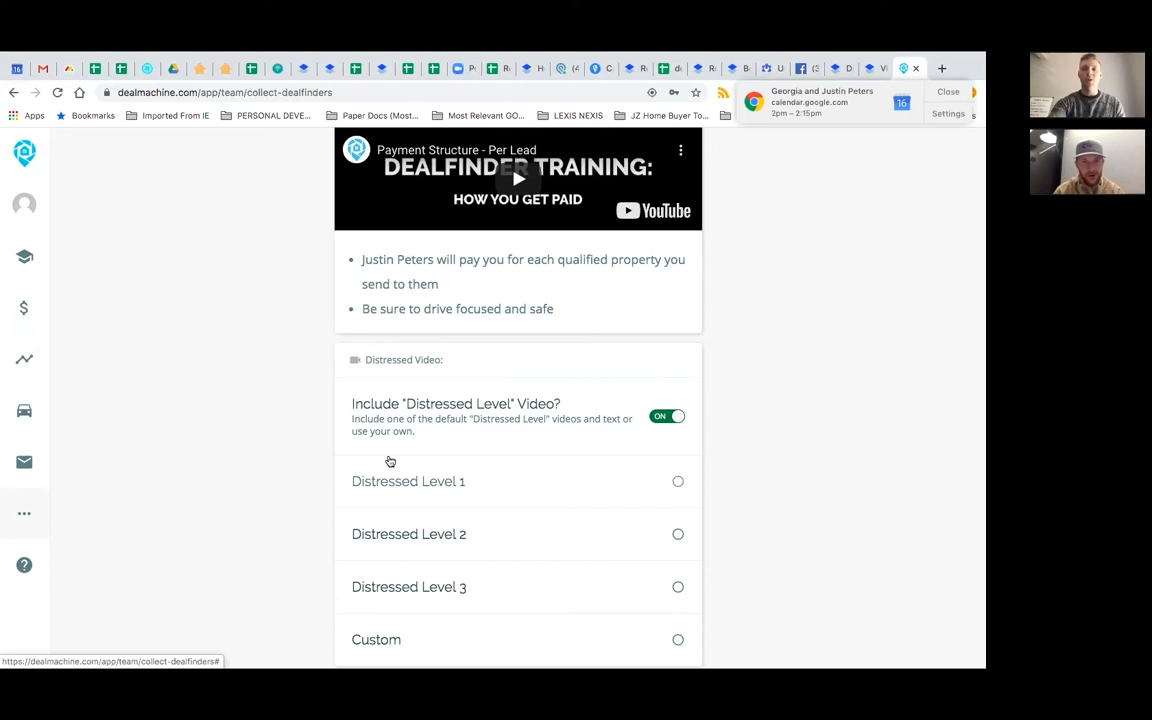 16
P
R
H
(4
C
R
d
R
B
U
(3
D
V
dealmachine.com/app/team/collect-dealfinders
Georgia and Justin Peters
calendar.google.com
2pm – 2:15pm
16
Close
Settings
Apps
Bookmarks
Imported From IE
PERSONAL DEVE...
Paper Docs (Most...
Most Relevant GO...
LEXIS NEXIS
JZ Home Buyer To...
Payment Structure - Per Lead
DEALFINDER TRAINING:
HOW YOU GET PAID
YouTube
• Justin Peters will pay you for each qualified property you
send to them
• Be sure to drive focused and safe
Distressed Video:
Include "Distressed Level" Video?
Include one of the default "Distressed Level" videos and text or
use your own.
ON
Distressed Level 1
Distressed Level 2
Distressed Level 3
Custom
https://dealmachine.com/app/team/collect-dealfinders#